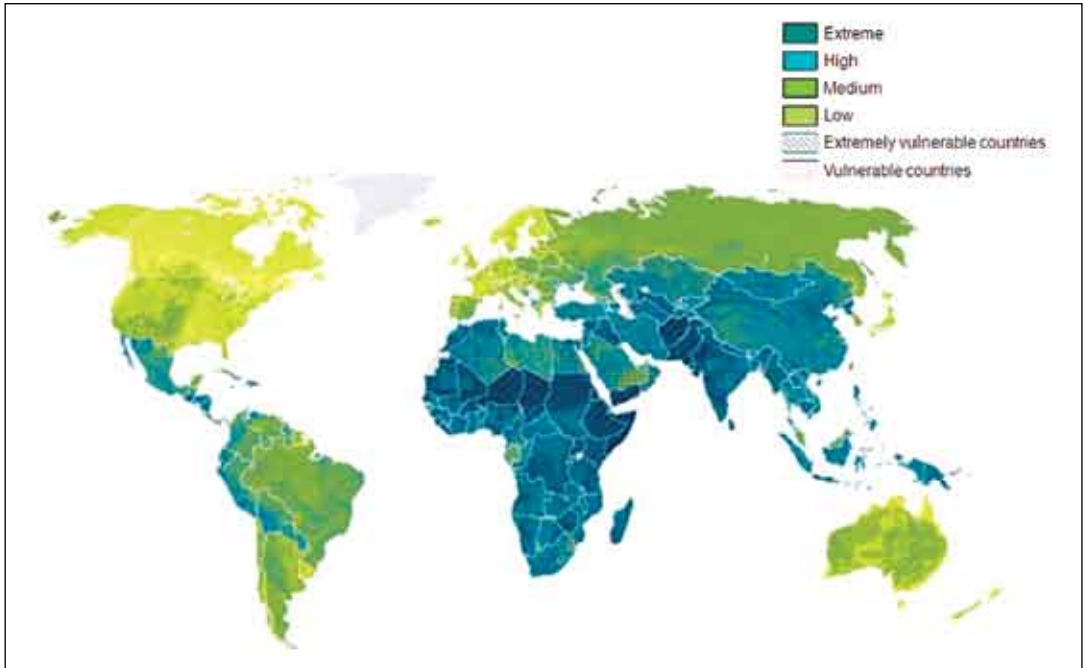 Extreme
High
Medium
Low
Extremely vulnerable countries
Vulnerable countries